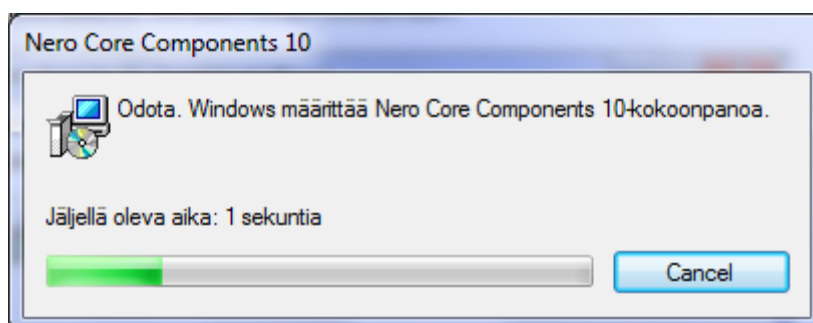 Nero Core Components 10
Odota. Windows määrittää Nero Core Components 10-kokoonpanoa.
Jäljellä oleva aika: 1 sekuntia
Cancel